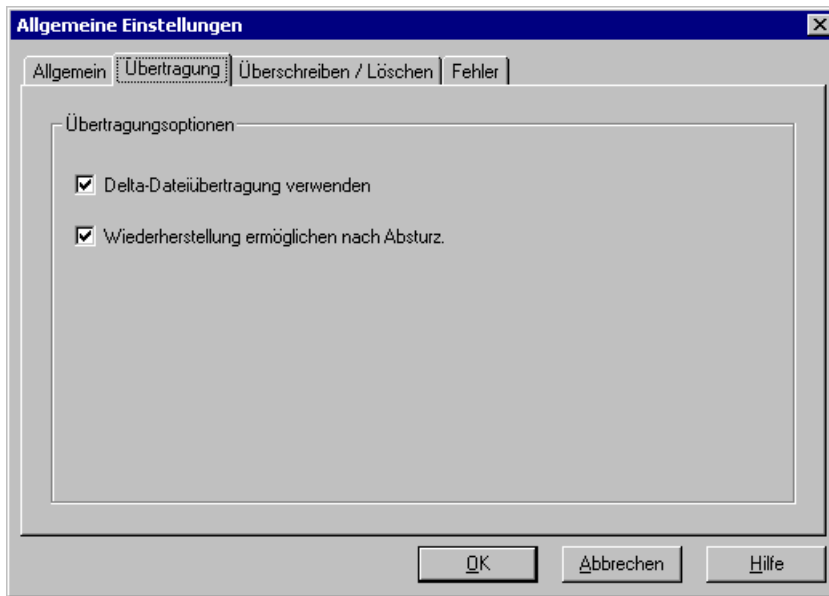 Allgemeine Einstellungen
Allgemein Übertragung Überschreiben / Löschen Fehler
Übertragungsoptionen
Delta-Dateiübertragung verwenden
Wiederherstellung ermöglichen nach Absturz.
OK Abbrechen Hilfe